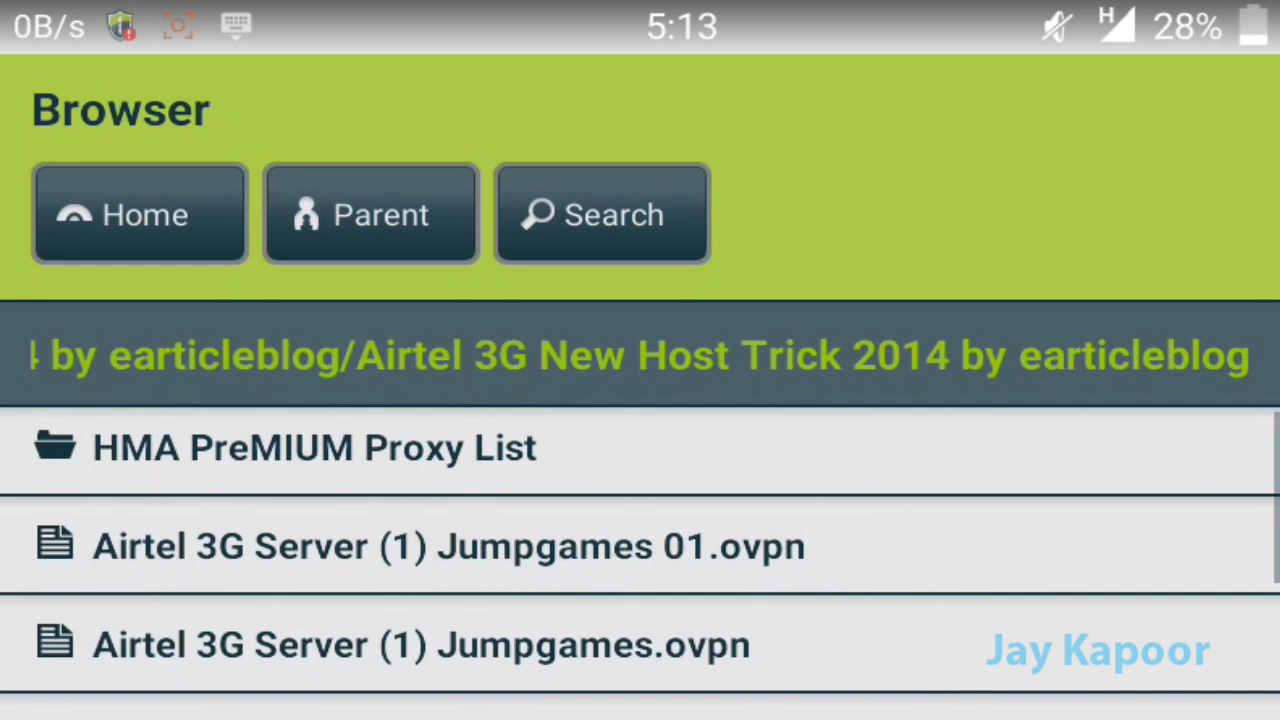 0B/s 5:13 H 28%
Browser
Home Parent Search
by earticleblog/Airtel 3G New Host Trick 2014 by earticleblog
HMA PreMIUM Proxy List
Airtel 3G Server (1) Jumpgames 01.ovpn
Airtel 3G Server (1) Jumpgames.ovpn
Jay Kapoor